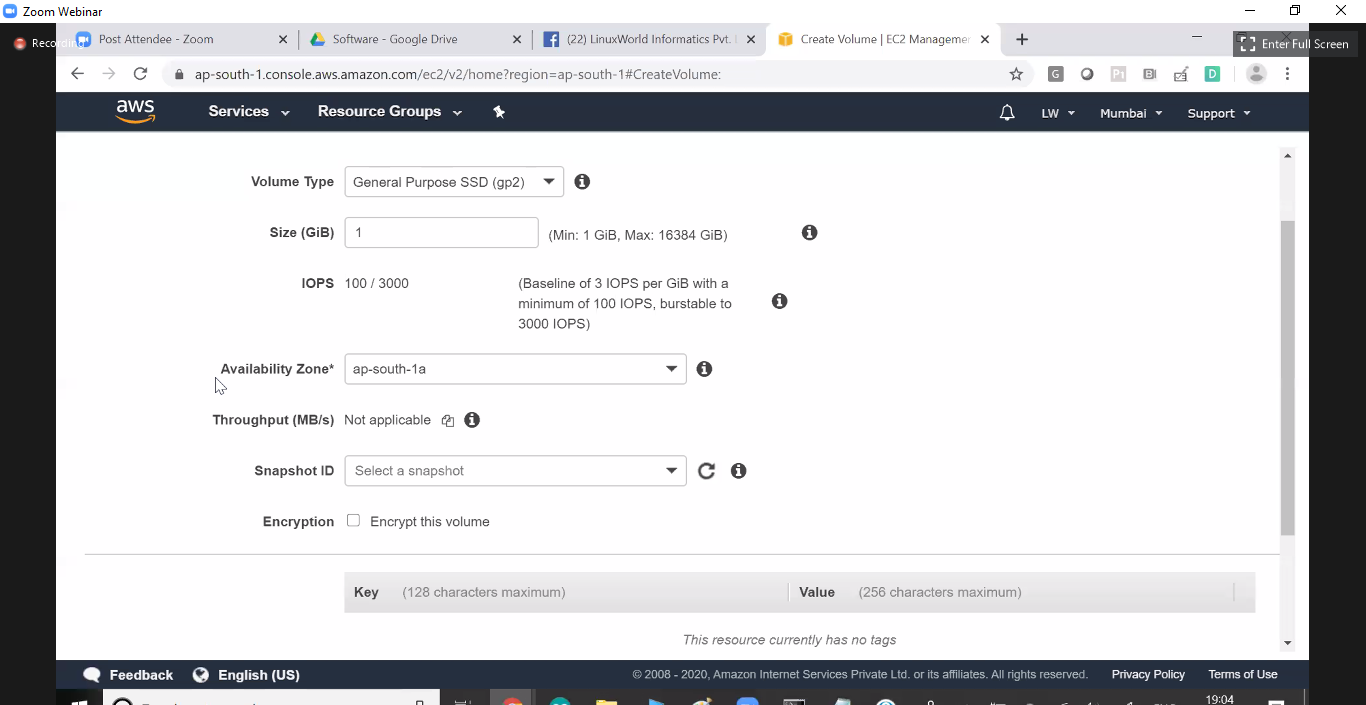 Zoom Webinar
Recording
Post Attendee - Zoom
Software - Google Drive
(22) LinuxWorld Informatics Pvt.
Create Volume | EC2 Managemen
Enter Full Screen
ap-south-1.console.aws.amazon.com/ec2/v2/home?region=ap-south-1#CreateVolume:
aws
Services
Resource Groups
LW
Mumbai
Support
Volume Type
General Purpose SSD (gp2)
Size (GiB)
1
(Min: 1 GiB, Max: 16384 GiB)
IOPS
100 / 3000
(Baseline of 3 IOPS per GiB with a
minimum of 100 IOPS, burstable to
3000 IOPS)
Availability Zone*
ap-south-1a
Throughput (MB/s)
Not applicable
Snapshot ID
Select a snapshot
Encryption
Encrypt this volume
Key (128 characters maximum)
Value (256 characters maximum)
This resource currently has no tags
Feedback
English (US)
© 2008 - 2020, Amazon Internet Services Private Ltd. or its affiliates. All rights reserved.
Privacy Policy
Terms of Use
19:04